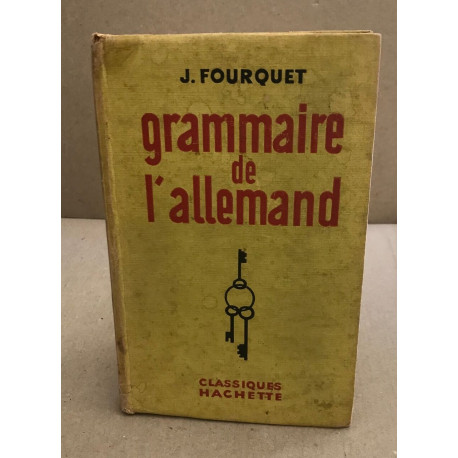 J. FOURQUET
grammaire
de
l'allemand
CLASSIQUES
HACHETTE